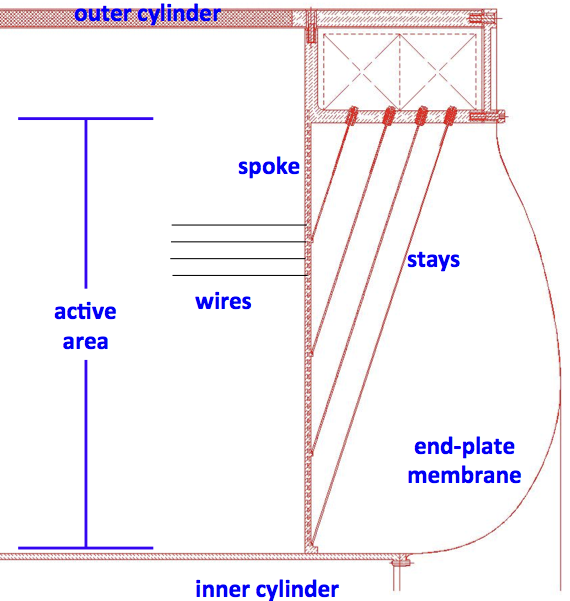 outer cylinder
spoke
stays
wires
active
area
end-plate
membrane
inner cylinder